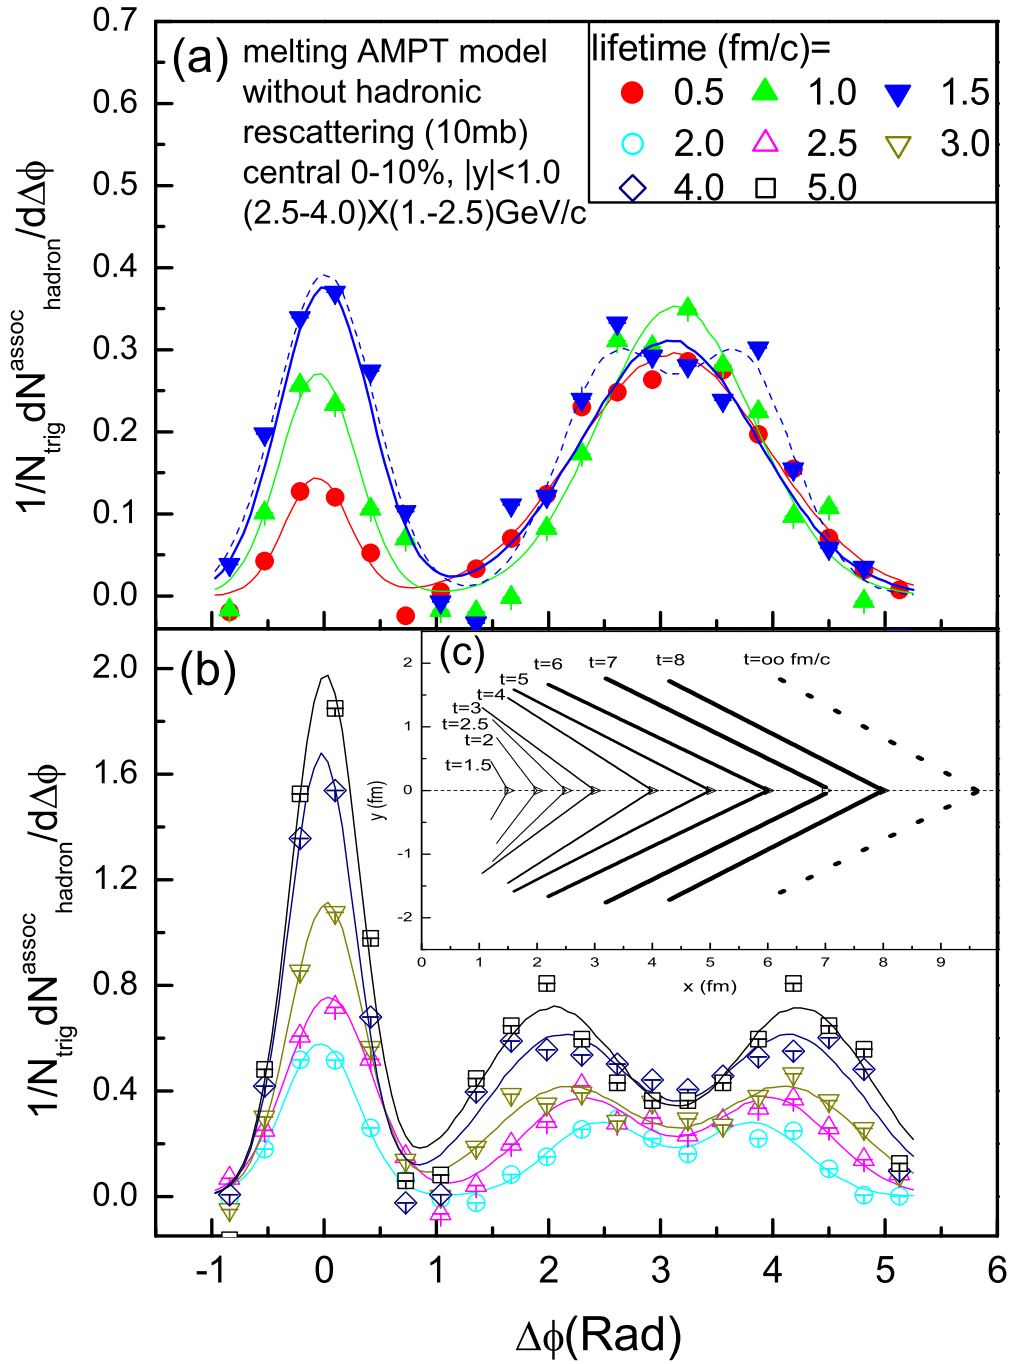 0.7
0.6
0.5
0.4
0.3
0.2
0.1
0.0
1/N_trig dN^assoc_hadron/dΔϕ
(a) melting AMPT model
without hadronic
rescattering (10mb)
central 0-10%, |y|<1.0
(2.5-4.0)X(1.-2.5)GeV/c
lifetime (fm/c)=
0.5 1.0 1.5
2.0 2.5 3.0
4.0 5.0
(b)
2.0
1.6
1.2
0.8
0.4
0.0
1/N_trig dN^assoc_hadron/dΔϕ
(c)
2
1
0
-1
-2
y (fm)
t=1.5
t=2
t=2.5
t=3
t=4
t=5
t=6
t=7
t=8
t=oo fm/c
0 1 2 3 4 5 6 7 8 9
x (fm)
-1 0 1 2 3 4 5 6
Δϕ(Rad)